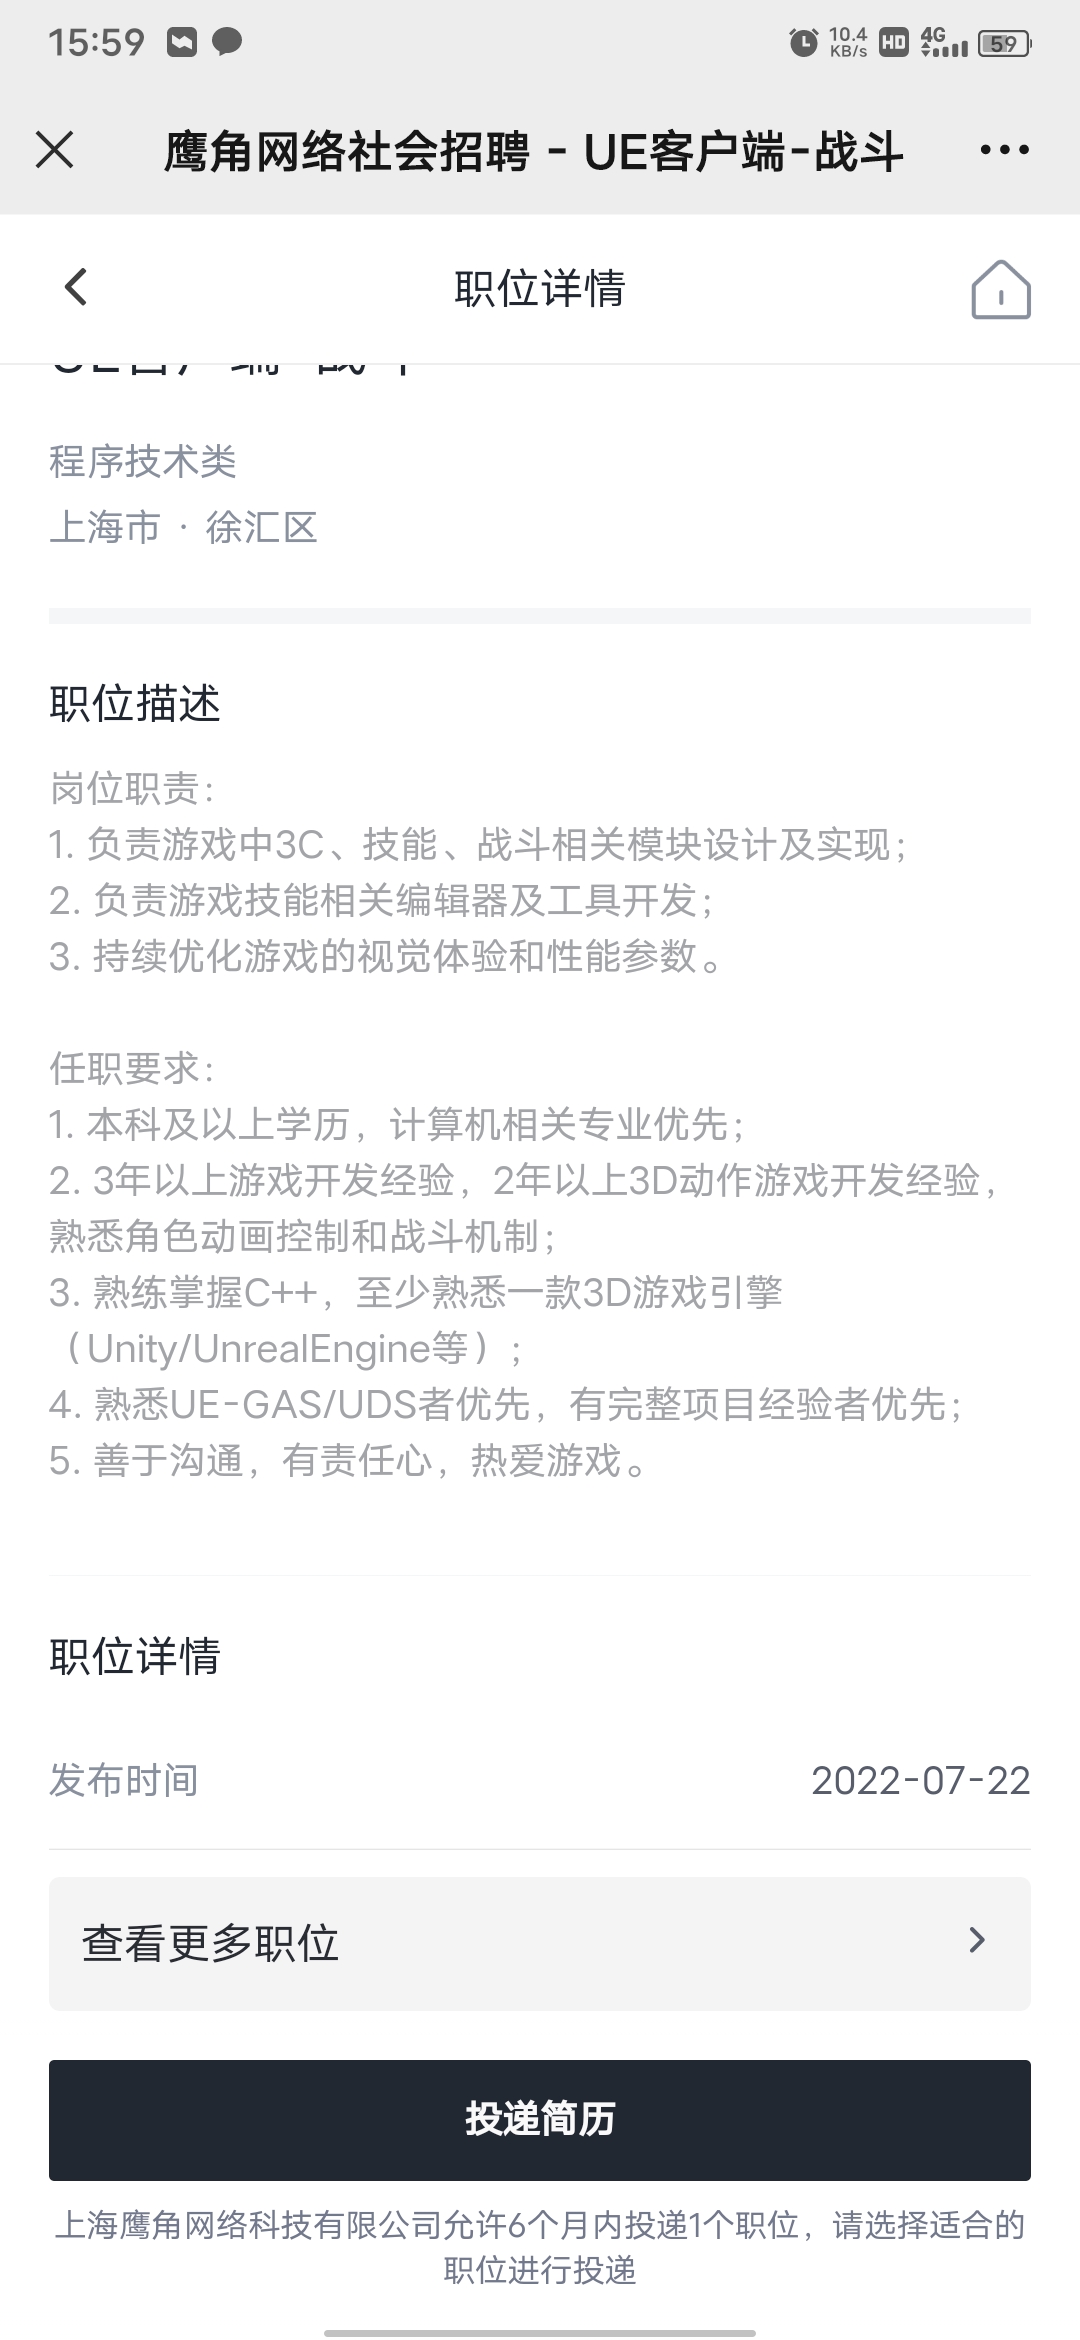 15:59
10.4 KB/s HD 4G 59
鹰角网络社会招聘 - UE客户端-战斗
职位详情
UE客户端-战斗
程序技术类
上海市 · 徐汇区
职位描述
岗位职责：
1. 负责游戏中3C、技能、战斗相关模块设计及实现；
2. 负责游戏技能相关编辑器及工具开发；
3. 持续优化游戏的视觉体验和性能参数。
任职要求：
1. 本科及以上学历，计算机相关专业优先；
2. 3年以上游戏开发经验，2年以上3D动作游戏开发经验，
熟悉角色动画控制和战斗机制；
3. 熟练掌握C++，至少熟悉一款3D游戏引擎
（Unity/UnrealEngine等）；
4. 熟悉UE-GAS/UDS者优先，有完整项目经验者优先；
5. 善于沟通，有责任心，热爱游戏。
职位详情
发布时间 2022-07-22
查看更多职位
投递简历
上海鹰角网络科技有限公司允许6个月内投递1个职位，请选择适合的
职位进行投递